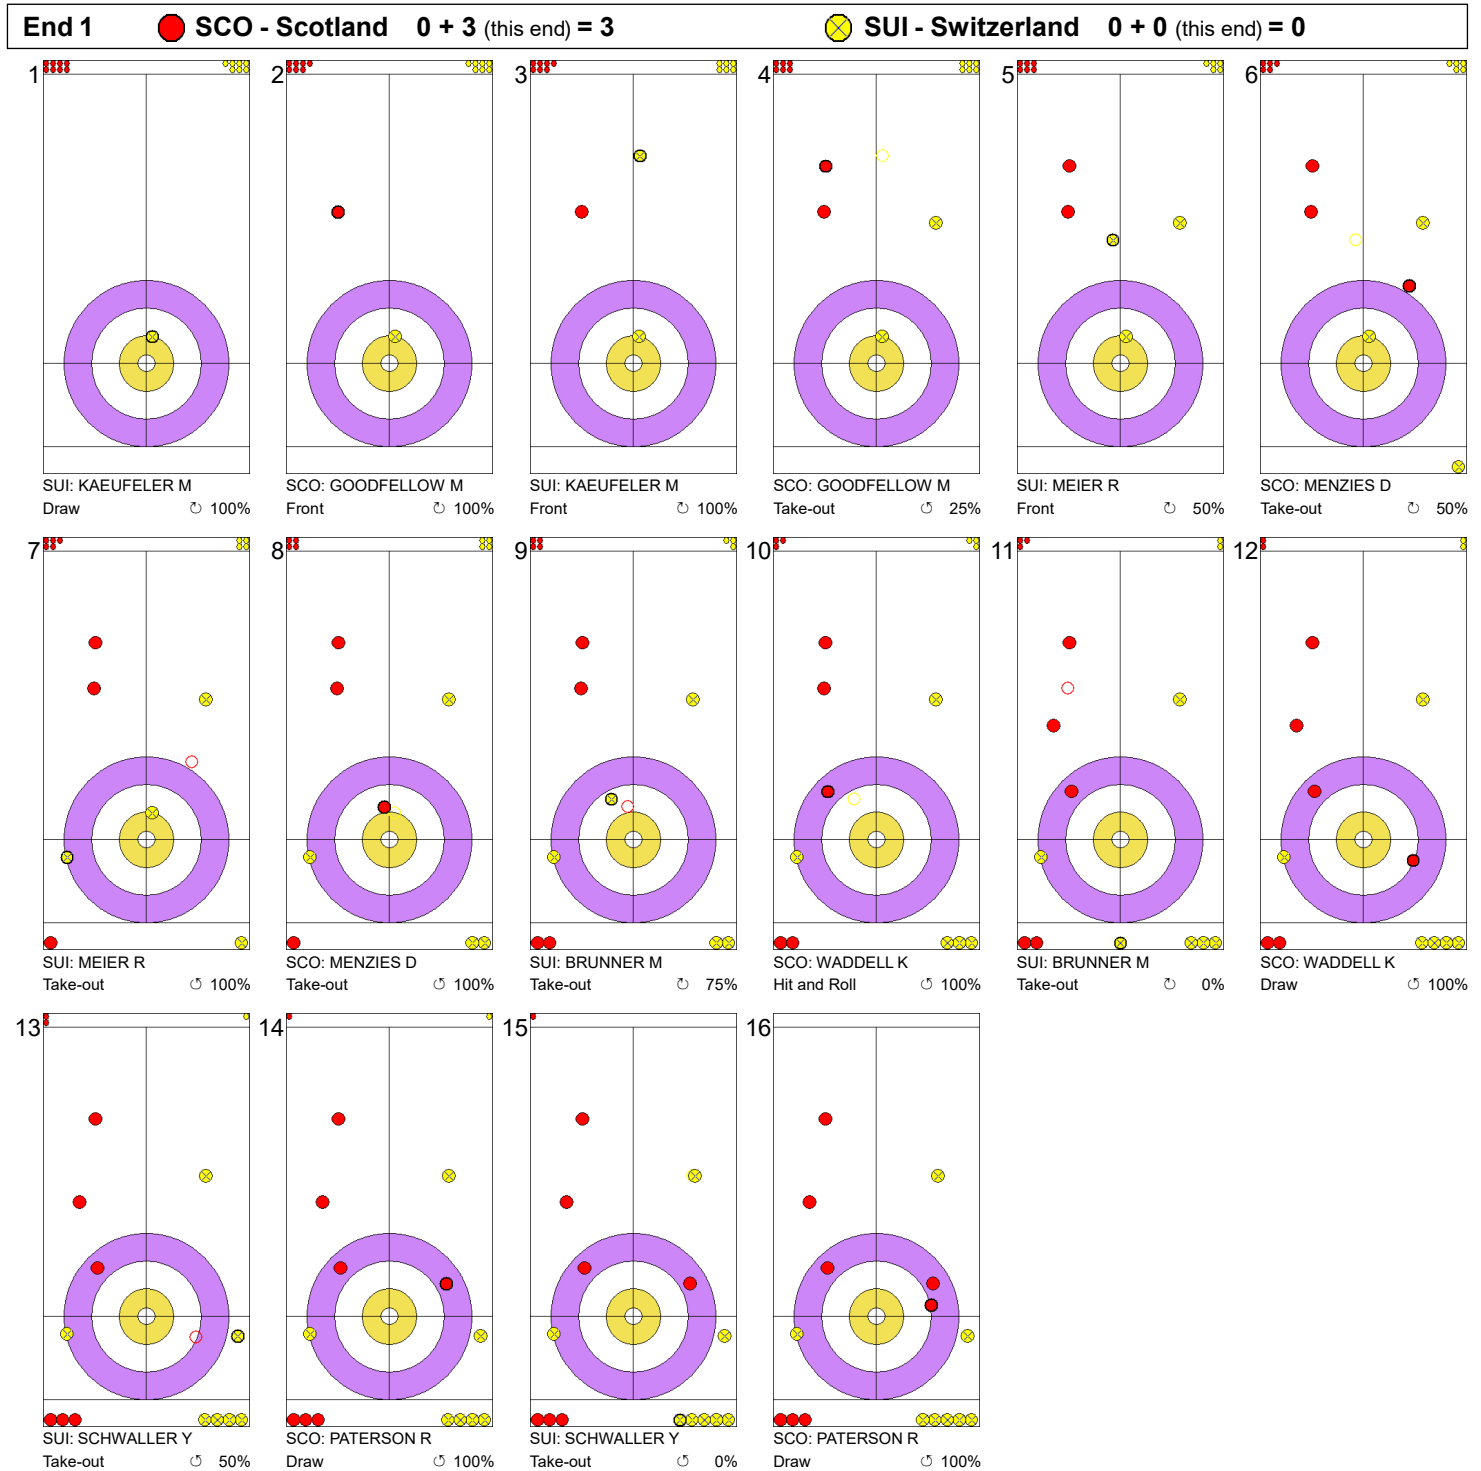 End 1 SCO - Scotland 0 + 3 (this end) = 3 SUI - Switzerland 0 + 0 (this end) = 0
1 2 3 4 5 6
SUI: KAEUFELER M SCO: GOODFELLOW M SUI: KAEUFELER M SCO: GOODFELLOW M SUI: MEIER R SCO: MENZIES D
Draw ↻ 100% Front ↻ 100% Front ↻ 100% Take-out ↺ 25% Front ↻ 50% Take-out ↻ 50%
7 8 9 10 11 12
SUI: MEIER R SCO: MENZIES D SUI: BRUNNER M SCO: WADDELL K SUI: BRUNNER M SCO: WADDELL K
Take-out ↺ 100% Take-out ↺ 100% Take-out ↻ 75% Hit and Roll ↺ 100% Take-out ↻ 0% Draw ↺ 100%
13 14 15 16
SUI: SCHWALLER Y SCO: PATERSON R SUI: SCHWALLER Y SCO: PATERSON R
Take-out ↺ 50% Draw ↺ 100% Take-out ↺ 0% Draw ↺ 100%